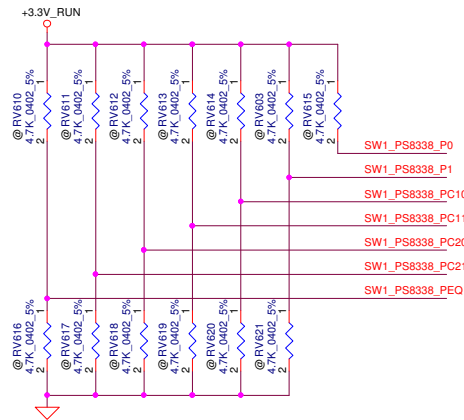 +3.3V_RUN
@RV610
4.7K_0402_5%
1
2
@RV611
4.7K_0402_5%
1
2
@RV612
4.7K_0402_5%
1
2
@RV613
4.7K_0402_5%
1
2
@RV614
4.7K_0402_5%
1
2
@RV603
4.7K_0402_5%
1
2
@RV615
4.7K_0402_5%
1
2
SW1_PS8338_P0
SW1_PS8338_P1
SW1_PS8338_PC10
SW1_PS8338_PC11
SW1_PS8338_PC20
SW1_PS8338_PC21
SW1_PS8338_PEQ
@RV616
4.7K_0402_5%
1
2
@RV617
4.7K_0402_5%
1
2
@RV618
4.7K_0402_5%
1
2
@RV619
4.7K_0402_5%
1
2
@RV620
4.7K_0402_5%
1
2
@RV621
4.7K_0402_5%
1
2